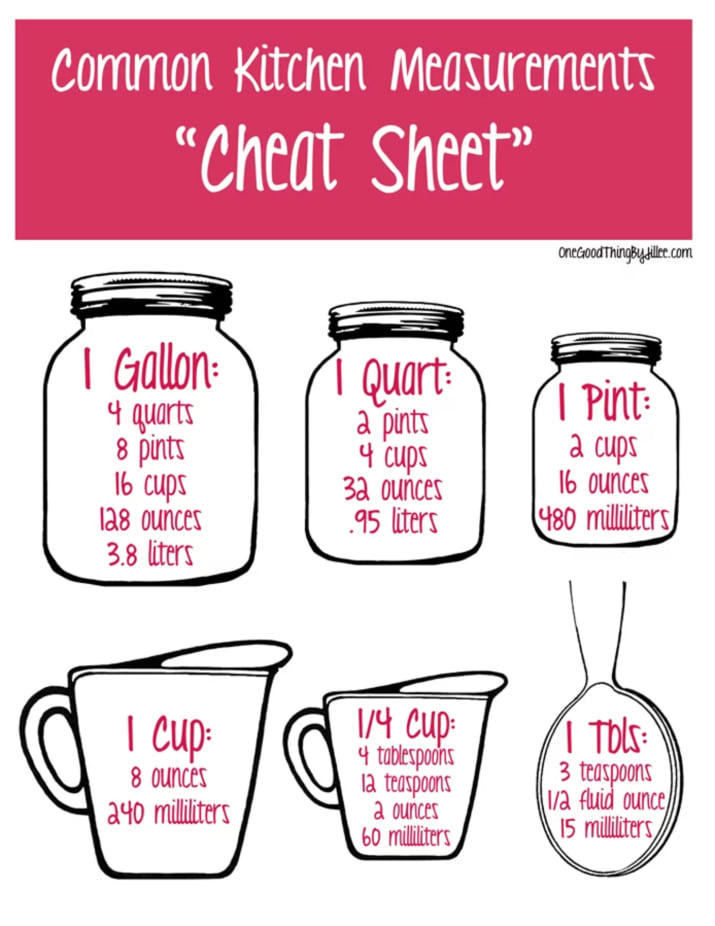 Common Kitchen Measurements
“Cheat Sheet”
OneGoodThingByJillee.com
1 Gallon:
4 quarts
8 pints
16 cups
128 ounces
3.8 liters
1 Quart:
2 pints
4 cups
32 ounces
.95 liters
1 Pint:
2 cups
16 ounces
480 milliliters
1 Cup:
8 ounces
240 milliliters
1/4 Cup:
4 tablespoons
12 teaspoons
2 ounces
60 milliliters
1 Tbls:
3 teaspoons
1/2 fluid ounce
15 milliliters